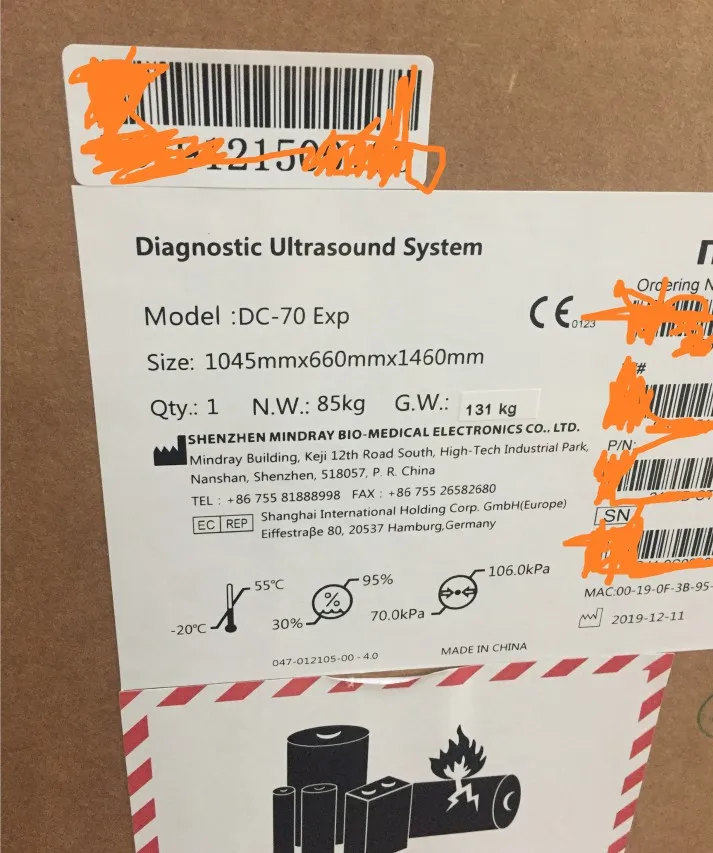 12150
Diagnostic Ultrasound System
Model :DC-70 Exp
CE 0123
Ordering
Size: 1045mmx660mmx1460mm
#
Qty.: 1 N.W.: 85kg G.W.: 131 kg
P/N:
SHENZHEN MINDRAY BIO-MEDICAL ELECTRONICS CO., LTD.
Mindray Building, Keji 12th Road South, High-Tech Industrial Park,
Nanshan, Shenzhen, 518057, P. R. China
TEL : +86 755 81888998 FAX : +86 755 26582680
EC REP Shanghai International Holding Corp. GmbH(Europe)
Eiffestraße 80, 20537 Hamburg,Germany
SN
-20℃ 55℃
30% % 95%
70.0kPa 106.0kPa
MAC:00-19-0F-3B-95-
2019-12-11
047-012105-00 - 4.0
MADE IN CHINA